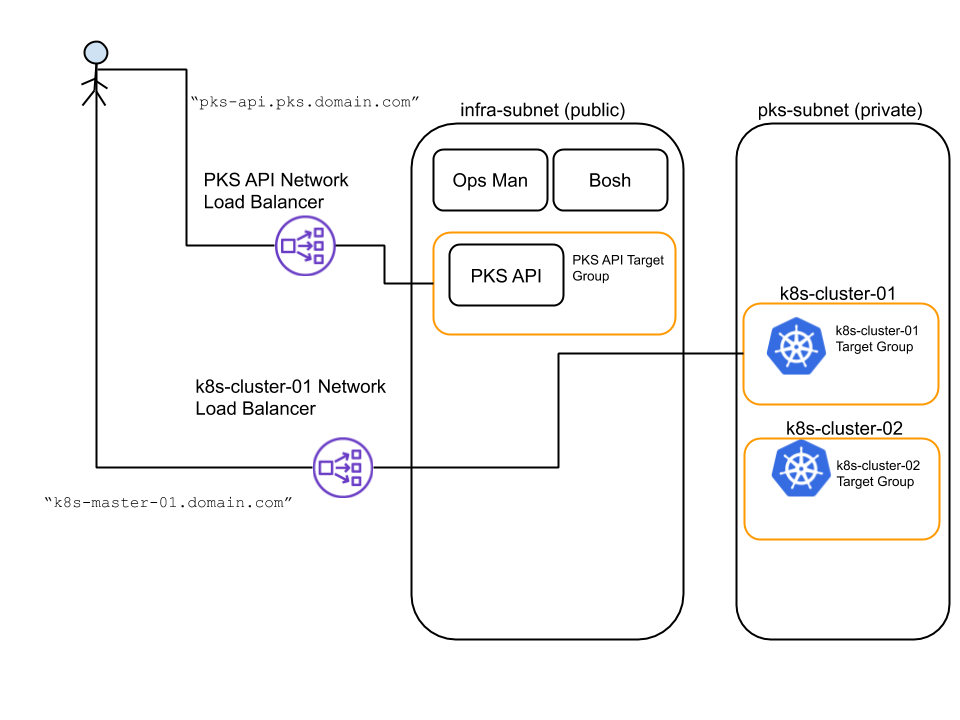 “pks-api.pks.domain.com”
infra-subnet (public)
pks-subnet (private)
PKS API Network
Load Balancer
Ops Man
Bosh
PKS API
PKS API Target
Group
k8s-cluster-01
k8s-cluster-01
Target Group
k8s-cluster-01 Network
Load Balancer
k8s-cluster-02
k8s-cluster-02
Target Group
“k8s-master-01.domain.com”